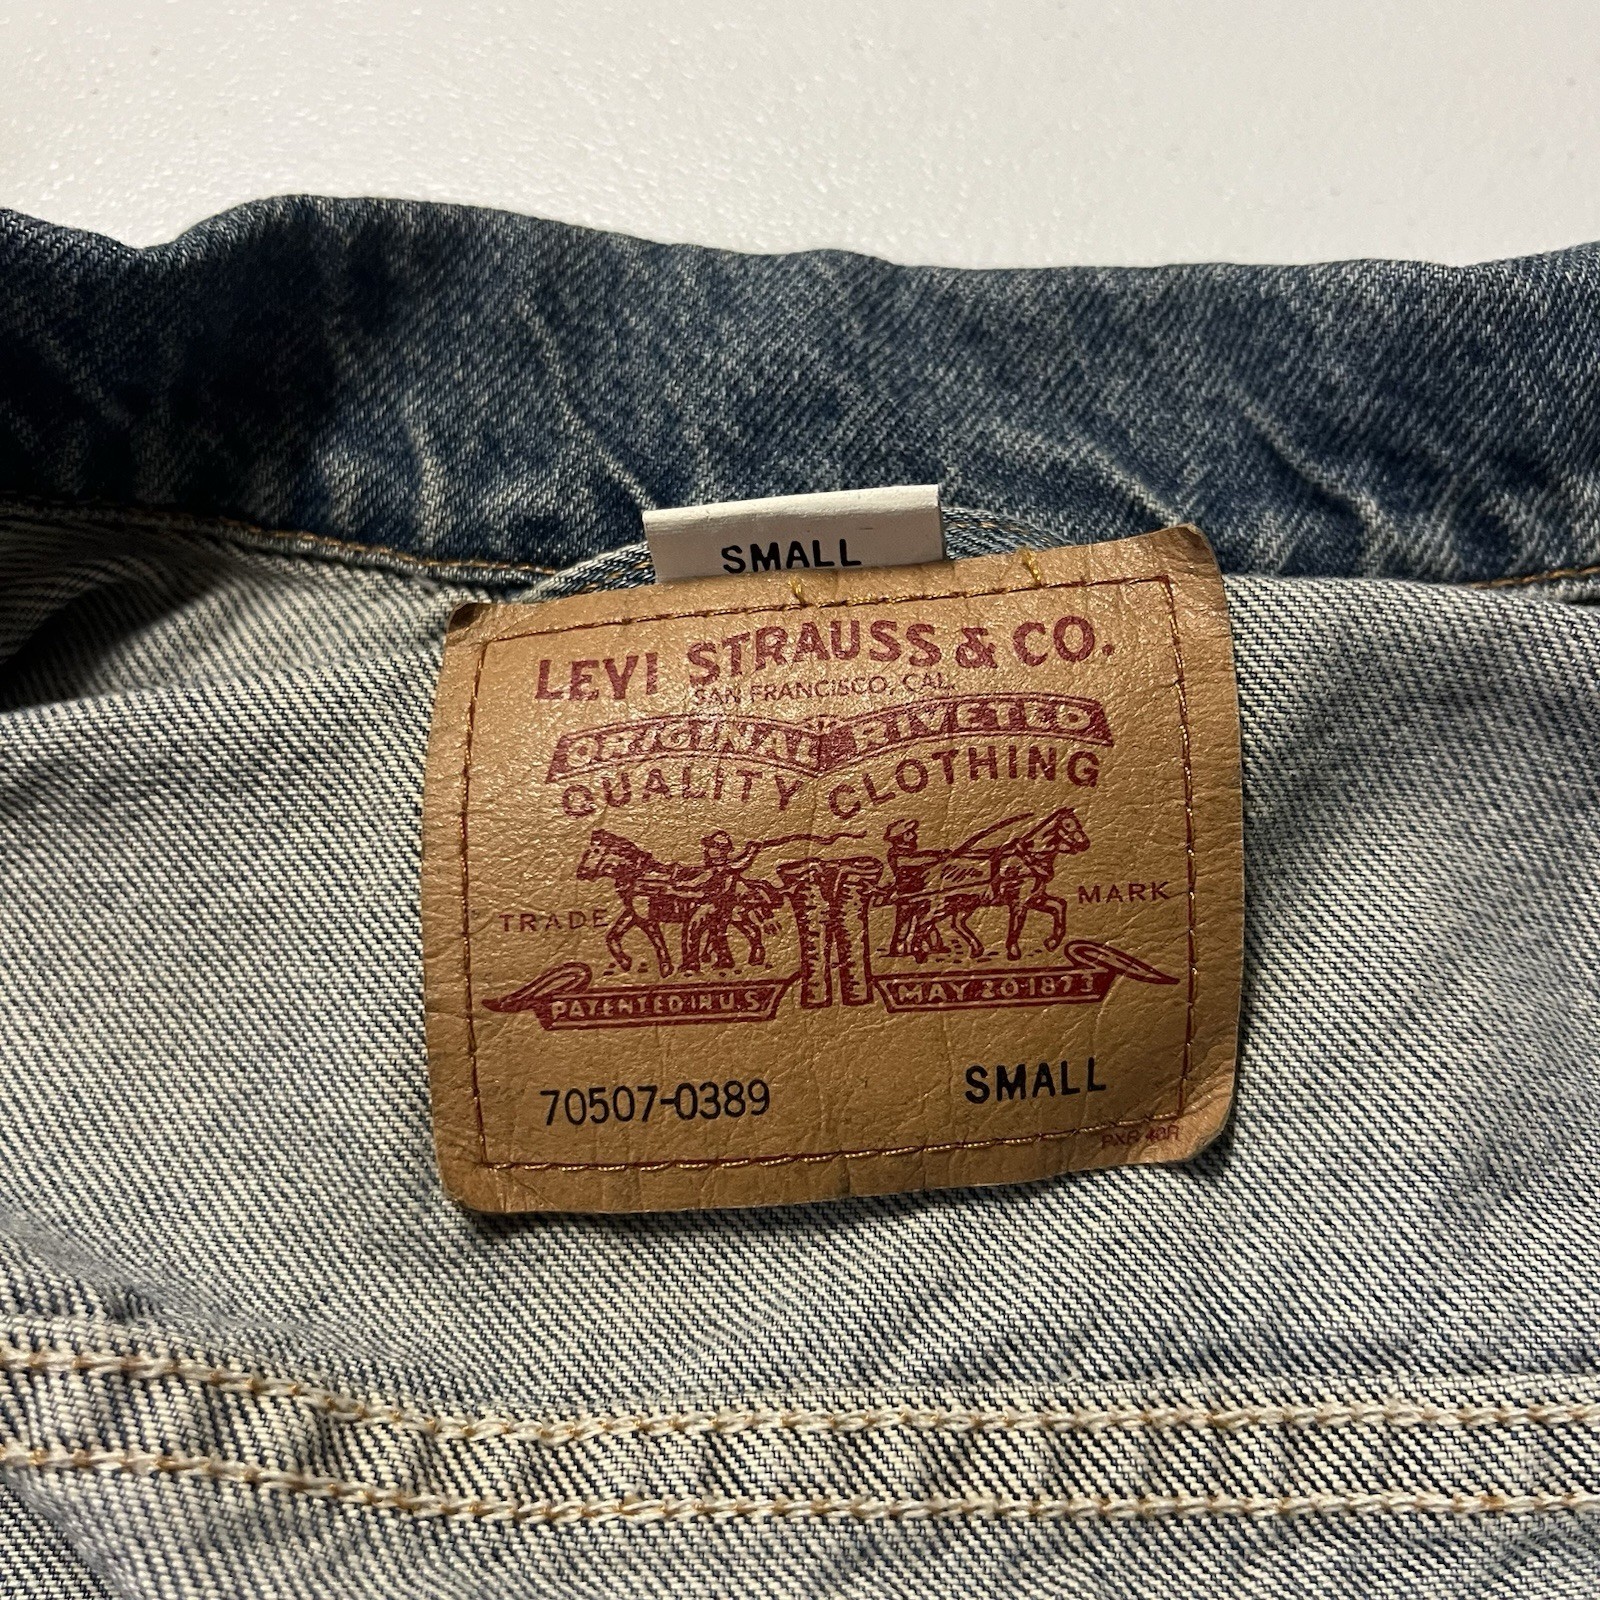 SMALL
LEVI STRAUSS & CO.
SAN FRANCISCO, CAL.
ORIGINAL RIVETED
QUALITY CLOTHING
TRADE MARK
PATENTED IN U.S
MAY 20 1873
70507-0389 SMALL